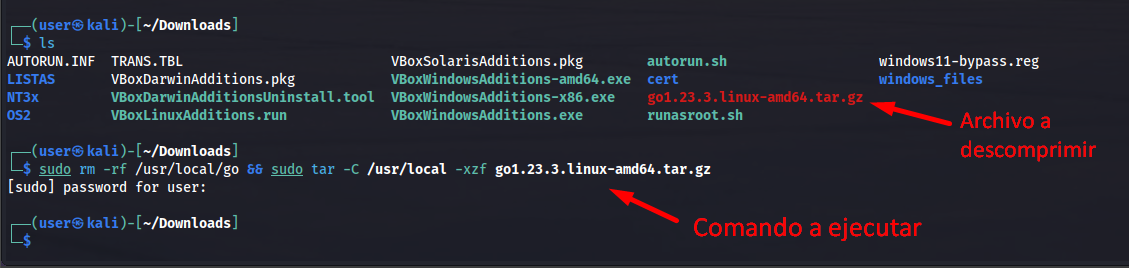 ┌──(user㉿kali)-[~/Downloads]
└─$ ls
AUTORUN.INF TRANS.TBL VBoxSolarisAdditions.pkg autorun.sh windows11-bypass.reg
LISTAS VBoxDarwinAdditions.pkg VBoxWindowsAdditions-amd64.exe cert windows_files
NT3x VBoxDarwinAdditionsUninstall.tool VBoxWindowsAdditions-x86.exe go1.23.3.linux-amd64.tar.gz
OS2 VBoxLinuxAdditions.run VBoxWindowsAdditions.exe runasroot.sh
Archivo a
descomprimir
┌──(user㉿kali)-[~/Downloads]
└─$ sudo rm -rf /usr/local/go && sudo tar -C /usr/local -xzf go1.23.3.linux-amd64.tar.gz
[sudo] password for user:
Comando a ejecutar
┌──(user㉿kali)-[~/Downloads]
└─$